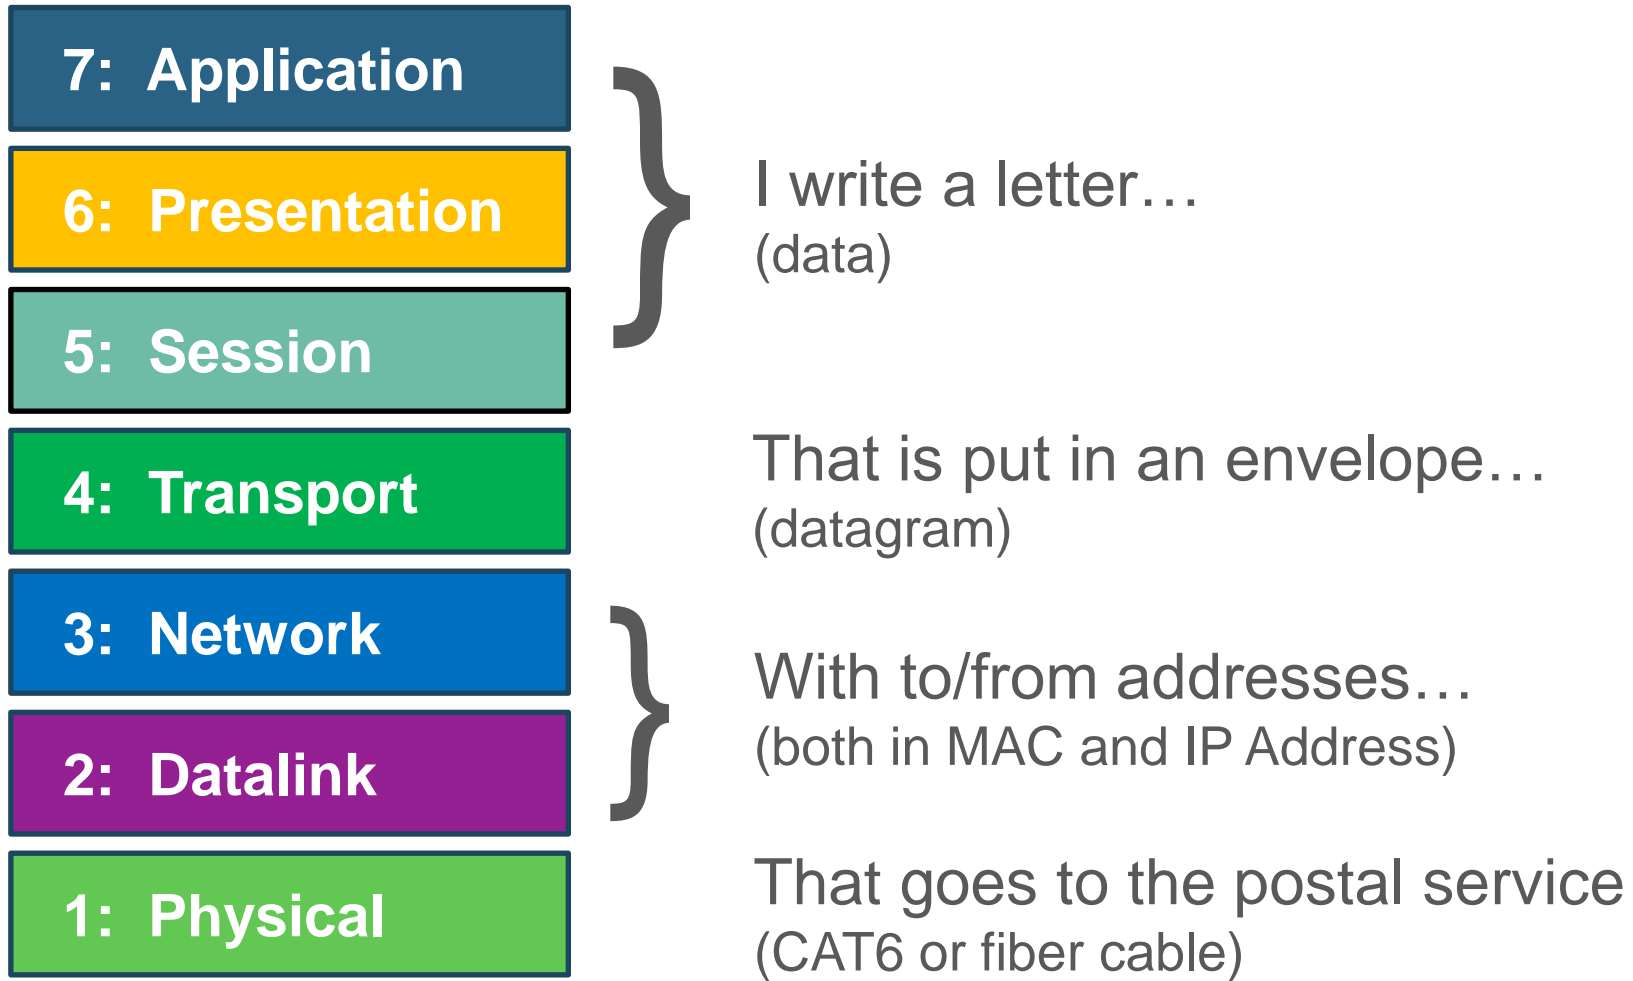 7: Application
6: Presentation
5: Session
4: Transport
3: Network
2: Datalink
1: Physical
I write a letter…
(data)
That is put in an envelope…
(datagram)
With to/from addresses…
(both in MAC and IP Address)
That goes to the postal service
(CAT6 or fiber cable)